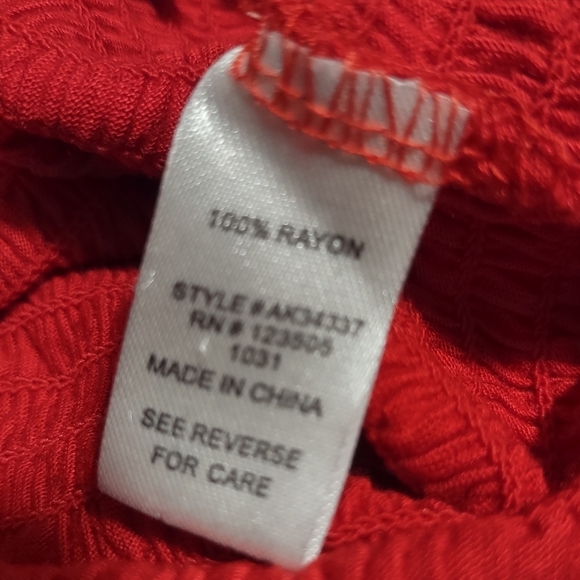 100% RAYON
STYLE # AK34337
RN # 123505
1031
MADE IN CHINA
SEE REVERSE
FOR CARE